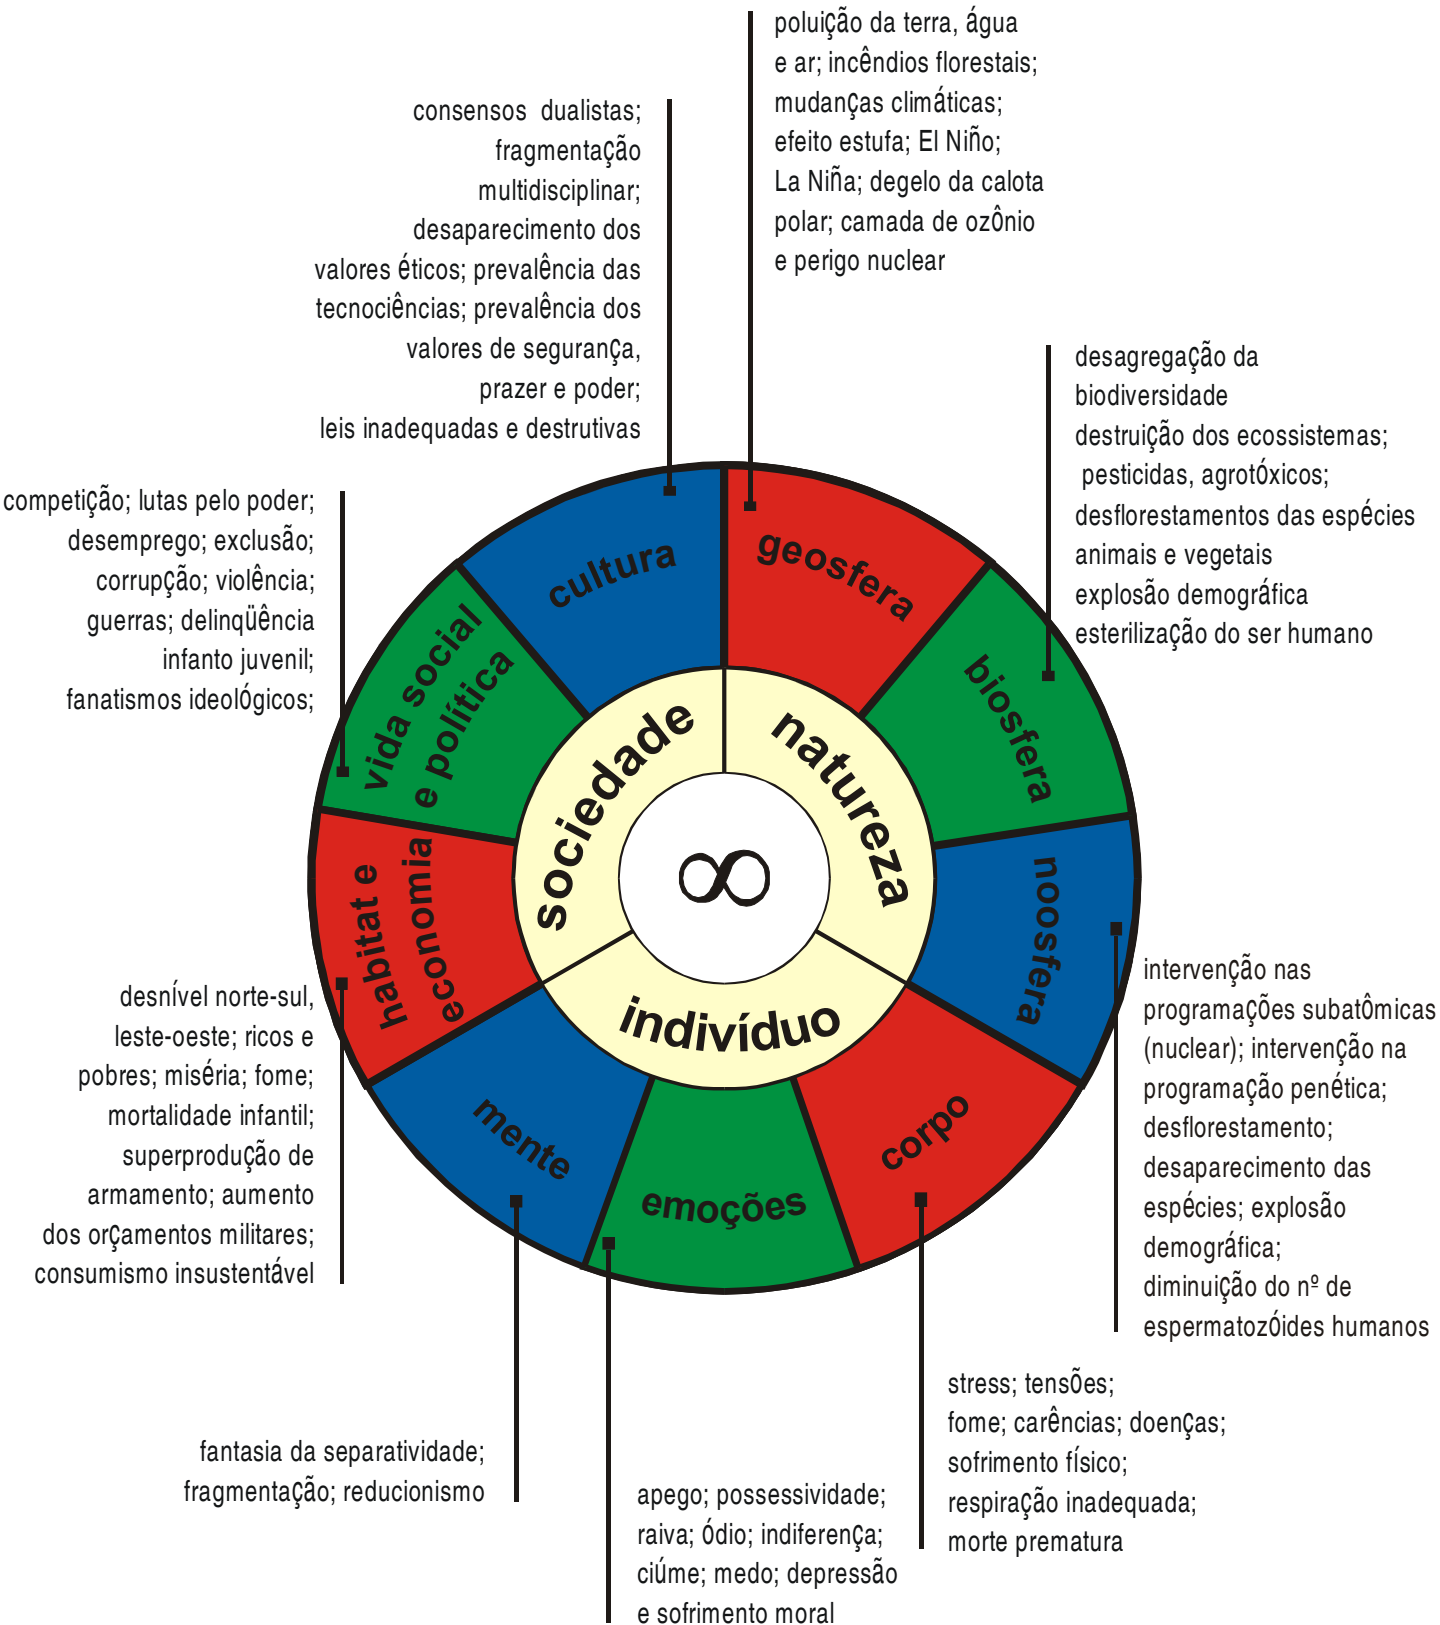 poluição da terra, água
e ar; incêndios florestais;
mudanças climáticas;
efeito estufa; El Niño;
La Niña; degelo da calota
polar; camada de ozônio
e perigo nuclear
consensos dualistas;
fragmentação
multidisciplinar;
desaparecimento dos
valores éticos; prevalência das
tecnociências; prevalência dos
valores de segurança,
prazer e poder;
leis inadequadas e destrutivas
desagregação da
biodiversidade
destruição dos ecossistemas;
pesticidas, agrotóxicos;
desflorestamentos das espécies
animais e vegetais
explosão demográfica
esterilização do ser humano
competição; lutas pelo poder;
desemprego; exclusão;
corrupção; violência;
guerras; delinqüência
infanto juvenil;
fanatismos ideológicos;
cultura
geosfera
vida social
e política
biosfera
sociedade
natureza
habitat e
economia
noosfera
∞
indivíduo
mente
emoções
corpo
desnível norte-sul,
leste-oeste; ricos e
pobres; miséria; fome;
mortalidade infantil;
superprodução de
armamento; aumento
dos orçamentos militares;
consumismo insustentável
intervenção nas
programações subatômicas
(nuclear); intervenção na
programação penética;
desflorestamento;
desaparecimento das
espécies; explosão
demográfica;
diminuição do nº de
espermatozóides humanos
fantasia da separatividade;
fragmentação; reducionismo
apego; possessividade;
raiva; ódio; indiferença;
ciúme; medo; depressão
e sofrimento moral
stress; tensões;
fome; carências; doenças;
sofrimento físico;
respiração inadequada;
morte prematura